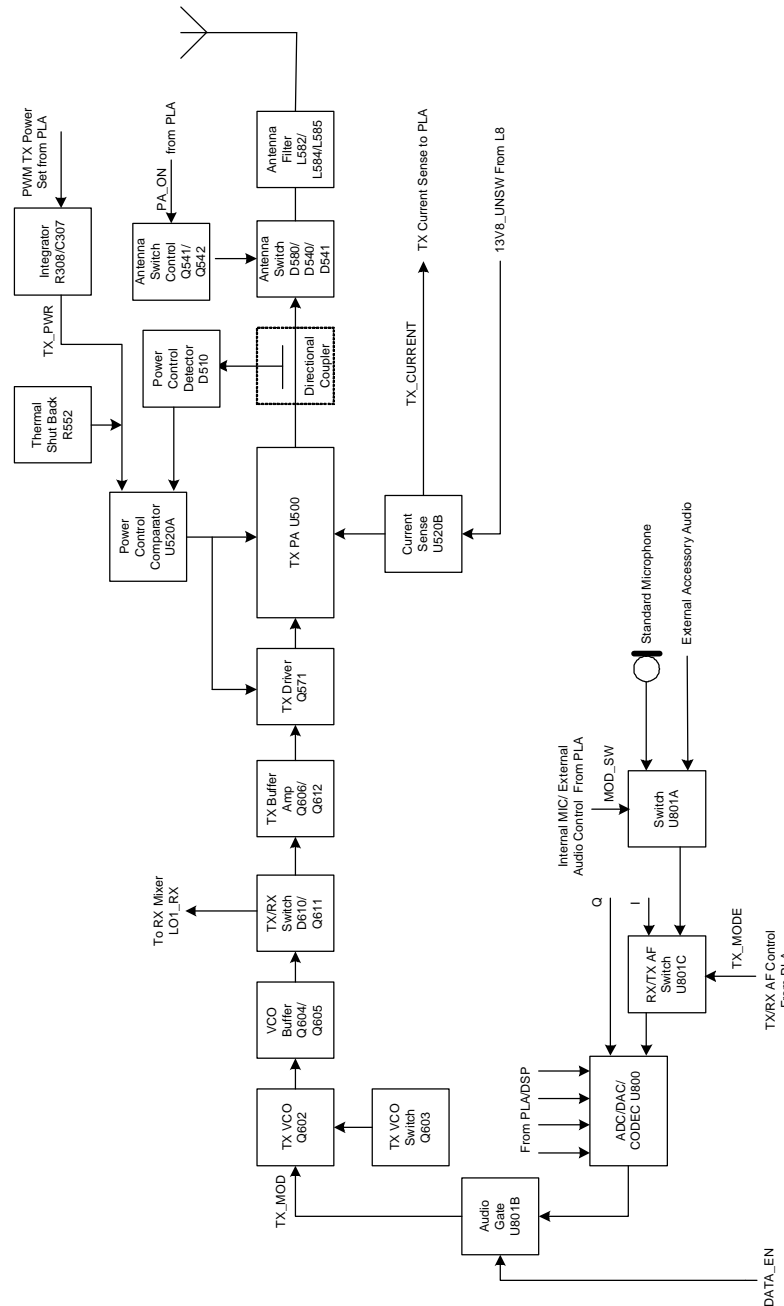 PWM TX Power
Set from PLA
Integrator
R308/C307
TX_PWR
Thermal
Shut Back
R552
PA_ON
from PLA
Antenna
Switch
Control
Q541/
Q542
Power
Control
Detector
D510
Power
Control
Comparator
U520A
To RX Mixer
LO1_RX
TX_MOD
TX VCO
Q602
VCO
Buffer
Q604/
Q605
TX/RX
Switch
D610/
Q611
TX Buffer
Amp
Q606/
Q612
TX Driver
Q571
TX PA U500
Directional
Coupler
Antenna
Switch
D580/
D540/
D541
Antenna
Filter
L582/
L584/L585
TX VCO
Switch
Q603
Current
Sense
U520B
TX_CURRENT
TX Current Sense to PLA
13V8_UNSW From L8
Audio
Gate
U801B
DATA_EN
From PLA/DSP
ADC/DAC/
CODEC U800
Q
I
RX/TX AF
Switch
U801C
TX_MODE
TX/RX AF Control
From PLA
Internal MIC/ External
Audio Control From PLA
MOD_SW
Switch
U801A
Standard Microphone
External Accessory Audio